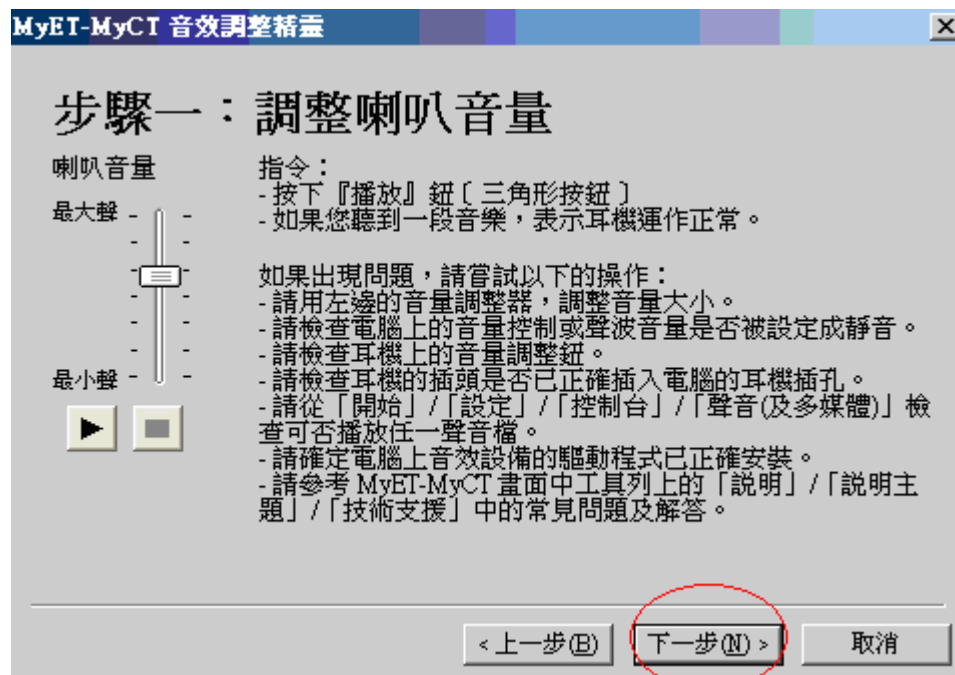 MyET-MyCT 音效調整精靈
步驟一：調整喇叭音量
喇叭音量
最大聲
最小聲
指令：
- 按下『播放』鈕〔三角形按鈕〕
- 如果您聽到一段音樂，表示耳機運作正常。
如果出現問題，請嘗試以下的操作：
- 請用左邊的音量調整器，調整音量大小。
- 請檢查電腦上的音量控制或聲波音量是否被設定成靜音。
- 請檢查耳機上的音量調整鈕。
- 請檢查耳機的插頭是否已正確插入電腦的耳機插孔。
- 請從「開始」/「設定」/「控制台」/「聲音(及多媒體)」檢
查可否播放任一聲音檔。
- 請確定電腦上音效設備的驅動程式已正確安裝。
- 請參考 MyET-MyCT 畫面中工具列上的「說明」/「說明主
題」/「技術支援」中的常見問題及解答。
< 上一步(B)
下一步(N) >
取消